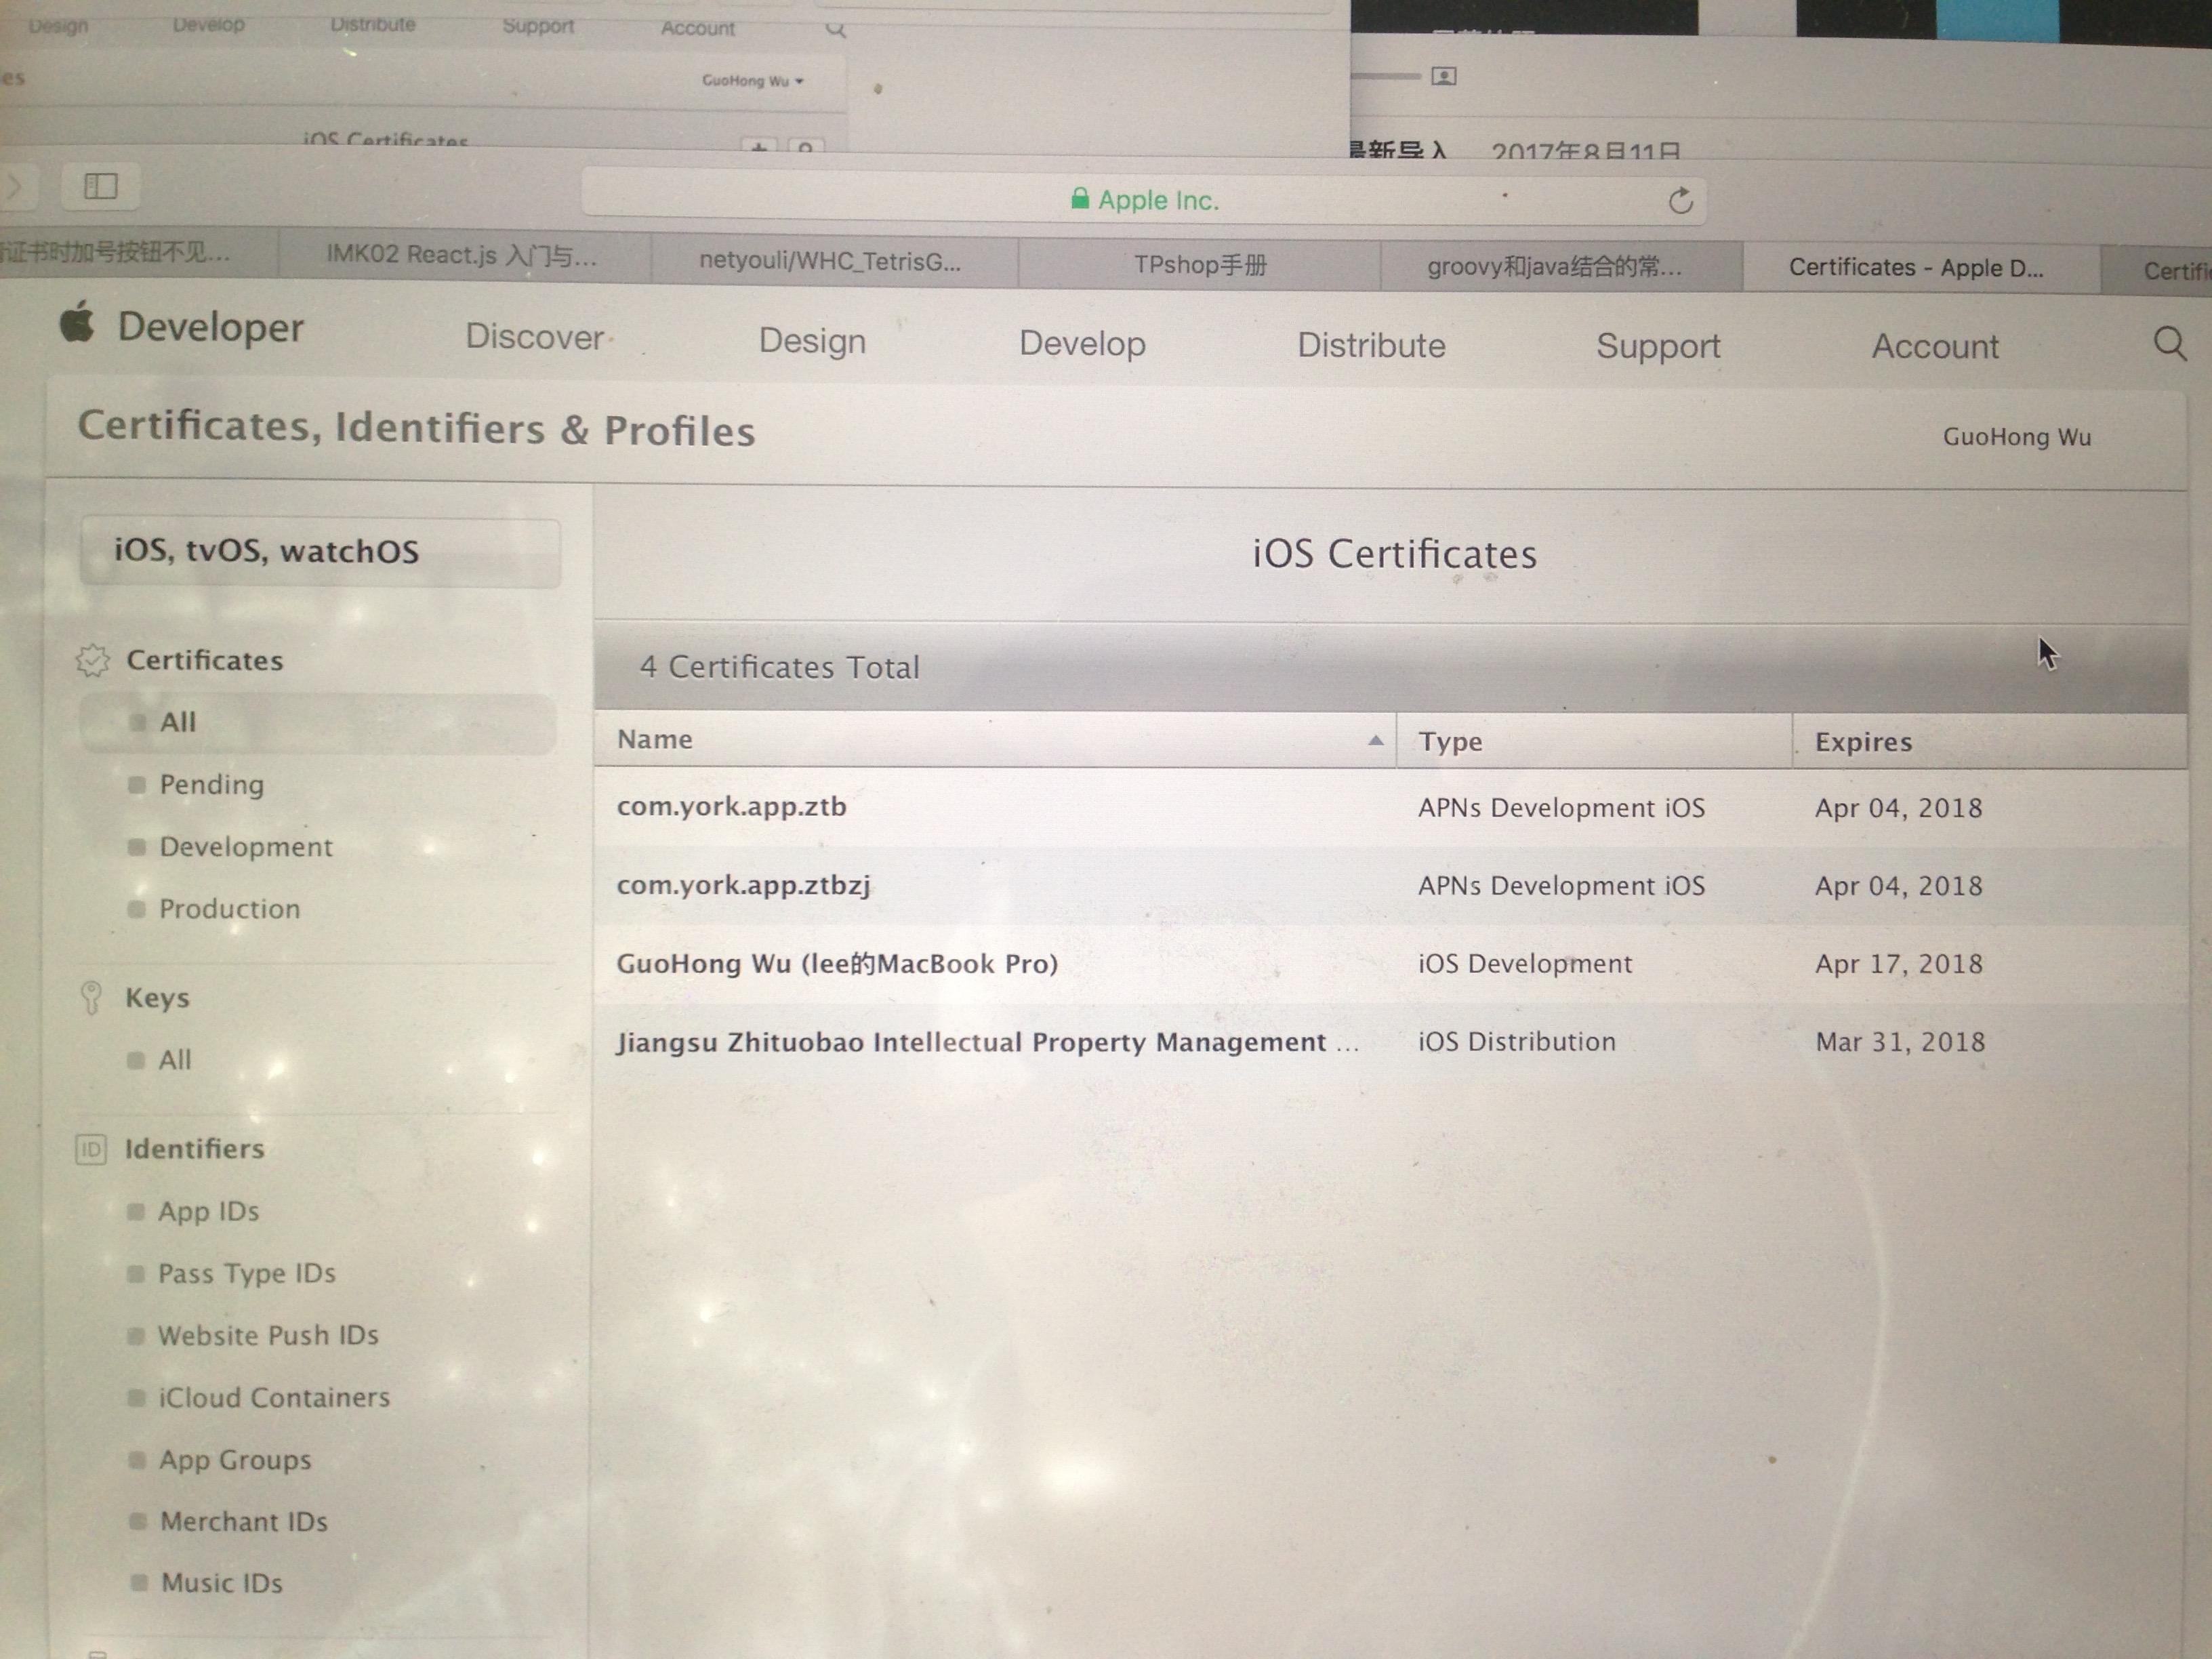 Design Develop Distribute Support Account
es GuoHong Wu
iOS Certificates
最新导入 2017年8月11日
Apple Inc.
证书时加号按钮不见... IMK02 React.js 入门与... netyouli/WHC_TetrisG... TPshop手册 groovy和java结合的常... Certificates - Apple D... Certifi
Developer Discover Design Develop Distribute Support Account
Certificates, Identifiers & Profiles
GuoHong Wu
iOS, tvOS, watchOS
Certificates
All
Pending
Development
Production
Keys
All
Identifiers
App IDs
Pass Type IDs
Website Push IDs
iCloud Containers
App Groups
Merchant IDs
Music IDs
iOS Certificates
4 Certificates Total
Name Type Expires
com.york.app.ztb APNs Development iOS Apr 04, 2018
com.york.app.ztbzj APNs Development iOS Apr 04, 2018
GuoHong Wu (lee的MacBook Pro) iOS Development Apr 17, 2018
Jiangsu Zhituobao Intellectual Property Management ... iOS Distribution Mar 31, 2018